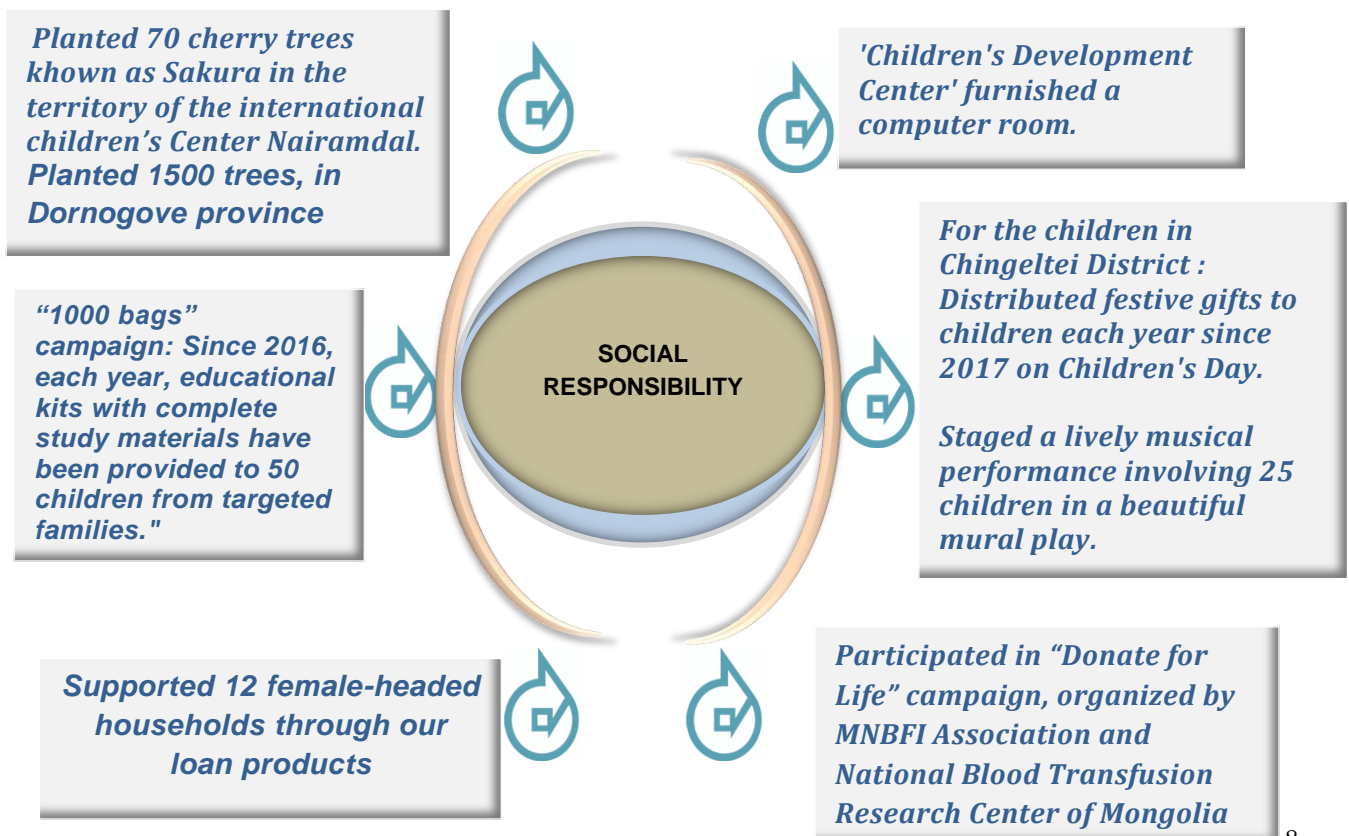 Planted 70 cherry trees
khown as Sakura in the
territory of the international
children’s Center Nairamdal.
Planted 1500 trees, in
Dornogove province
'Children's Development
Center' furnished a
computer room.
“1000 bags”
campaign: Since 2016,
each year, educational
kits with complete
study materials have
been provided to 50
children from targeted
families."
SOCIAL
RESPONSIBILITY
For the children in
Chingeltei District :
Distributed festive gifts to
children each year since
2017 on Children's Day.
Staged a lively musical
performance involving 25
children in a beautiful
mural play.
Supported 12 female-headed
households through our
loan products
Participated in “Donate for
Life” campaign, organized by
MNBFI Association and
National Blood Transfusion
Research Center of Mongolia